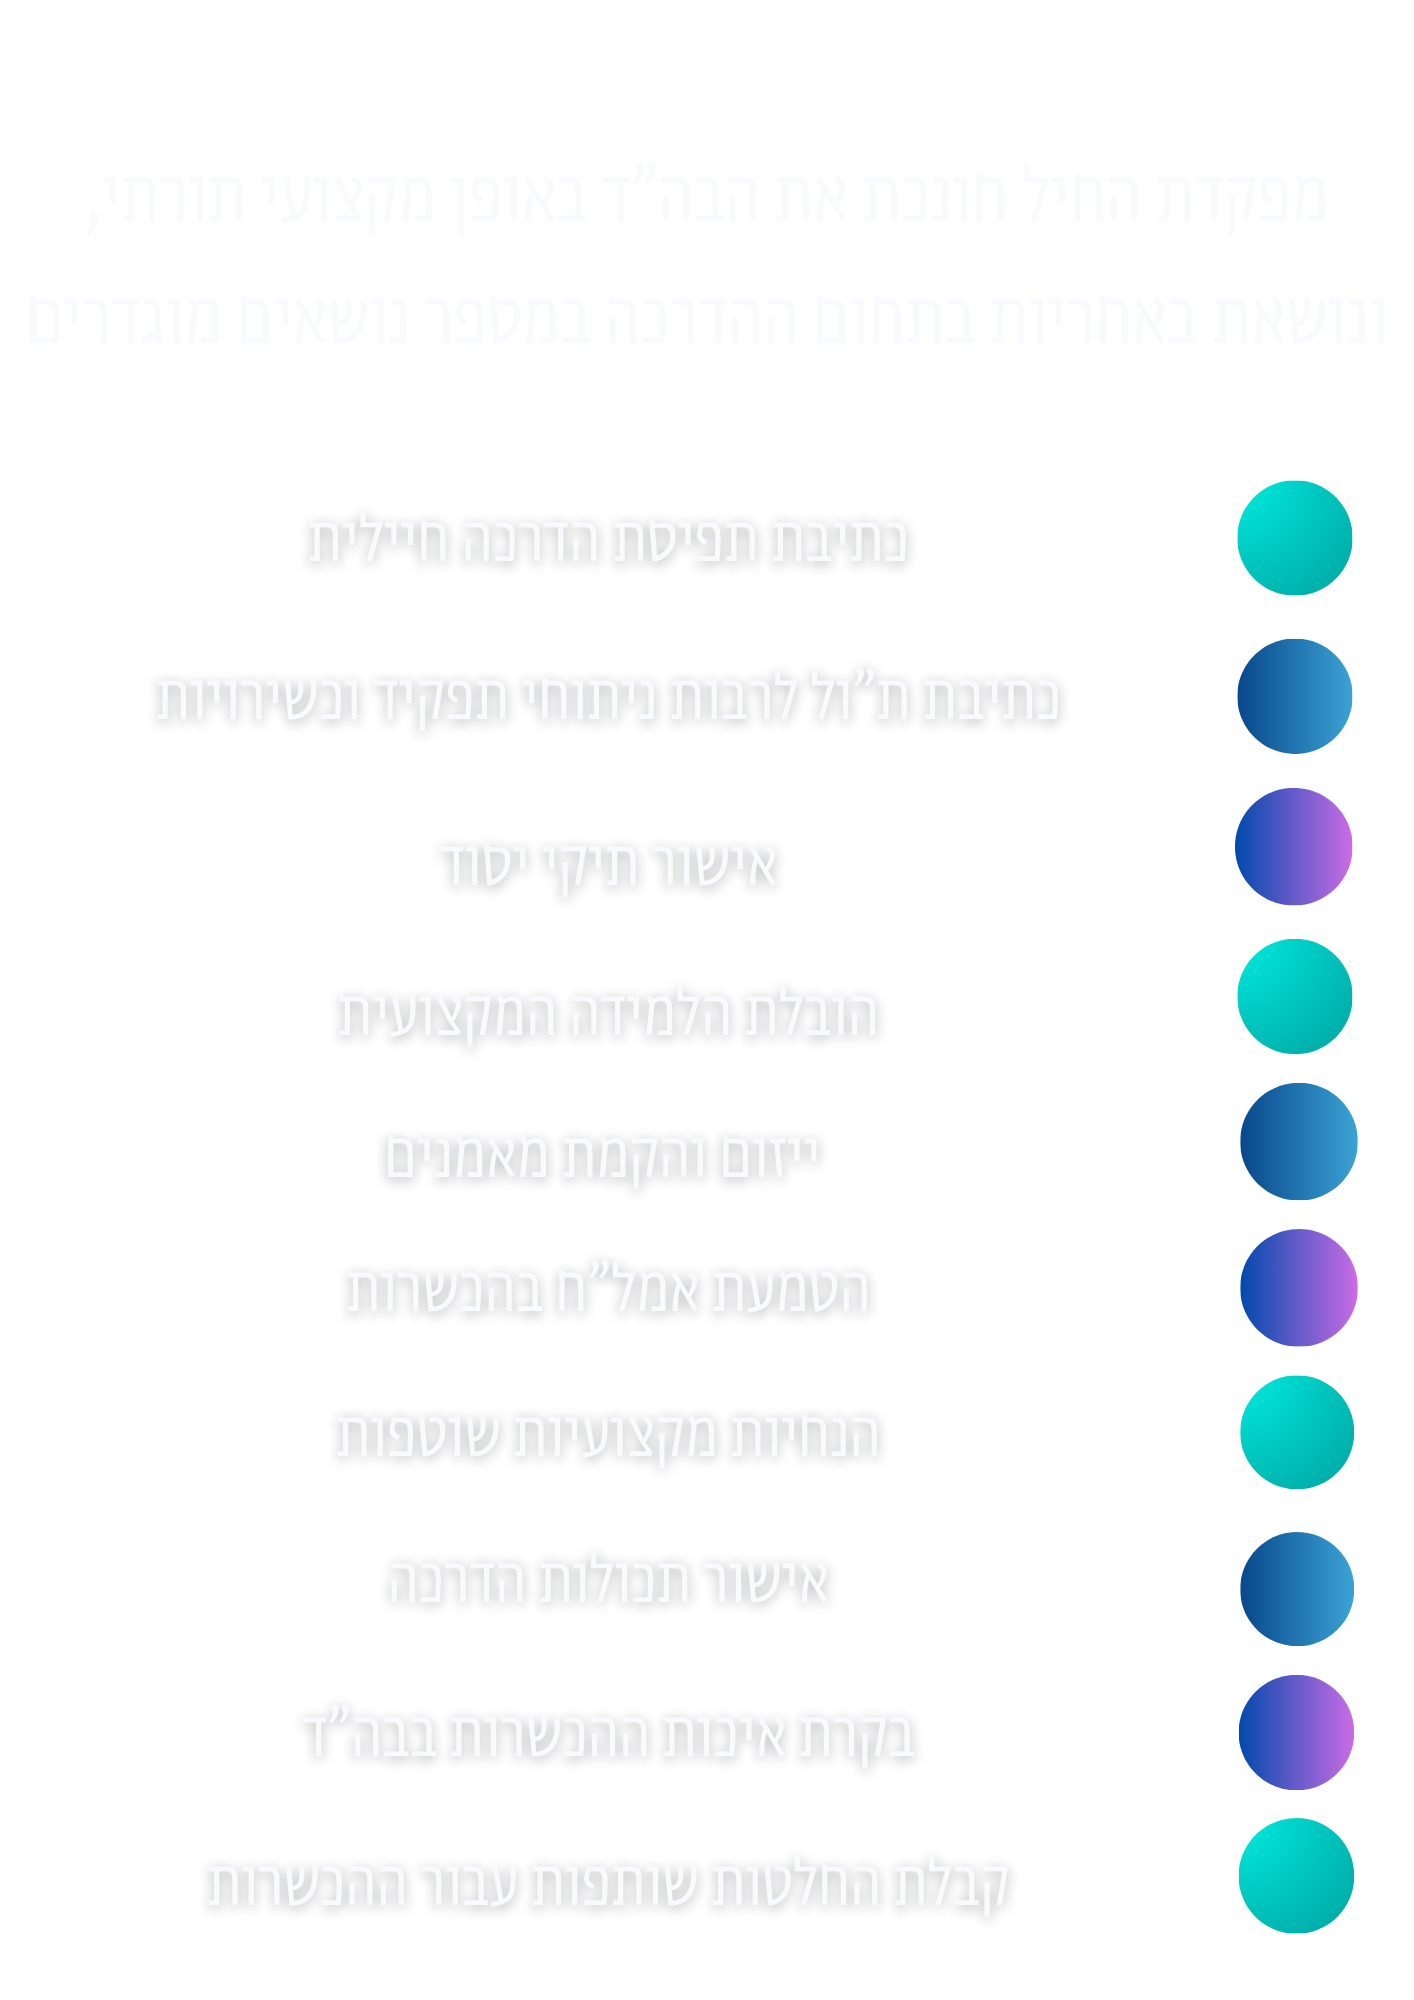 מפקדת החיל חונכת את הבה”ד באופן מקצועי תורתי,
ונושאת באחריות בתחום ההדרכה במספר נושאים מוגדרים
כתיבת תפיסת הדרכה חיילית
כתיבת ת”ול לרבות ניתוחי תפקיד וכשירויות
אישור תיקי יסוד
הובלת הלמידה המקצועית
ייזום והקמת מאמנים
הטמעת אמל”ח בהכשרות
הנחיות מקצועיות שוטפות
אישור תכולות הדרכה
בקרת איכות ההכשרות בבה”ד
קבלת החלטות שותפות עבור ההכשרות